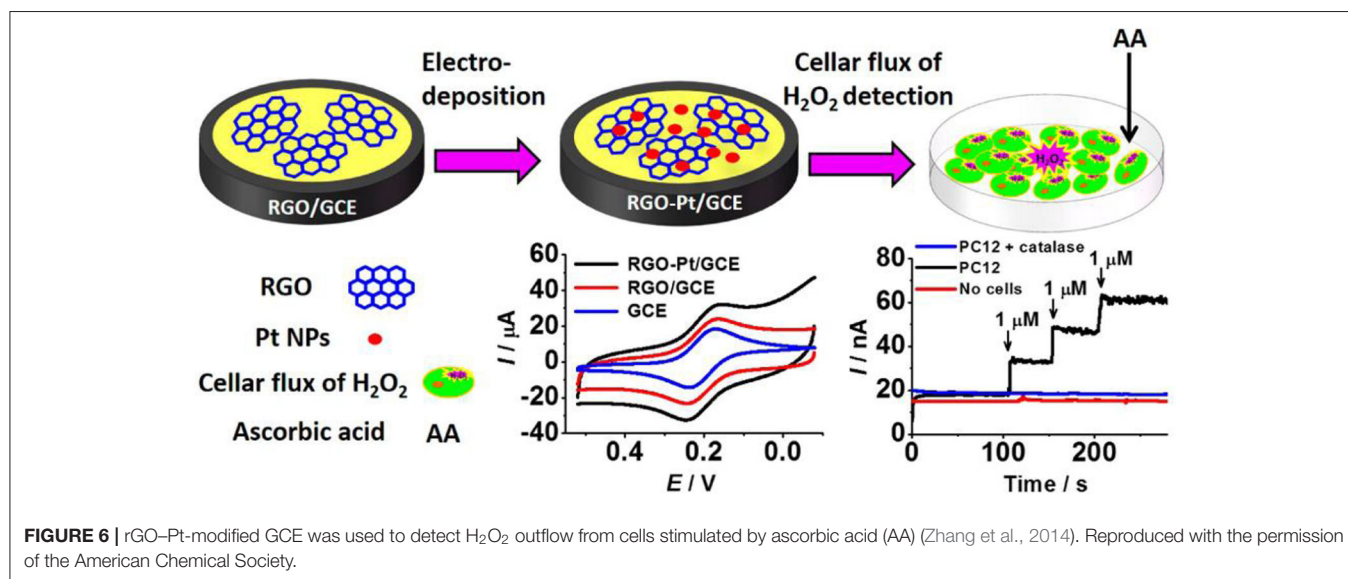 Electro-
deposition
Cellar flux of
H₂O₂ detection
AA
RGO/GCE
RGO-Pt/GCE
H₂O₂
RGO
Pt NPs
Cellar flux of H₂O₂
Ascorbic acid AA
60
40
20
0
-20
-40
I / µA
RGO-Pt/GCE
RGO/GCE
GCE
0.4 0.2 0.0
E / V
80
60
40
20
0
I / nA
PC12 + catalase
PC12
No cells
1 µM
1 µM
1 µM
0 100 200
Time / s
FIGURE 6 | rGO–Pt-modified GCE was used to detect H₂O₂ outflow from cells stimulated by ascorbic acid (AA) (Zhang et al., 2014). Reproduced with the permission
of the American Chemical Society.